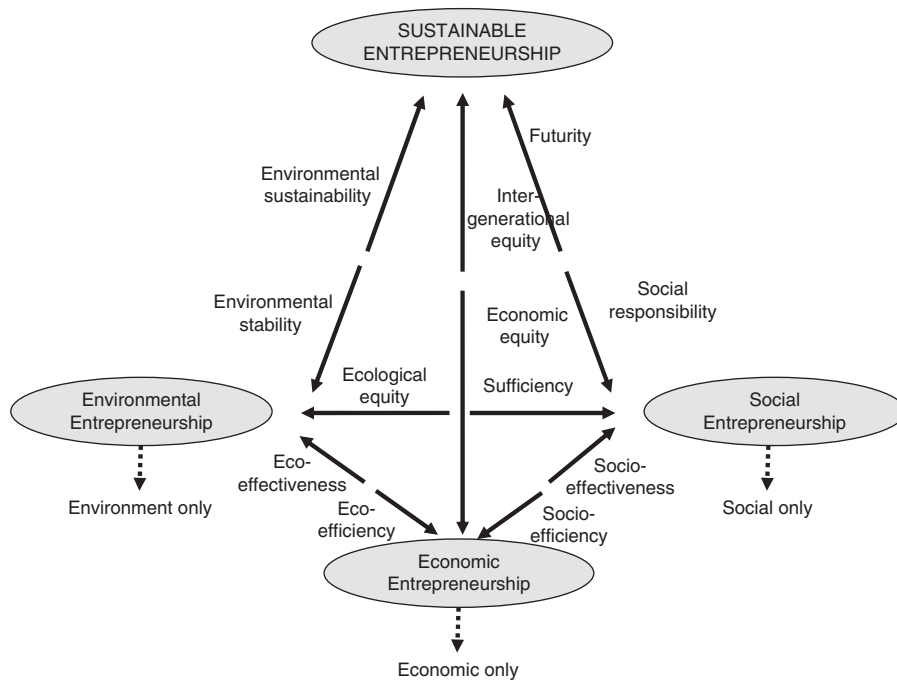 SUSTAINABLE
ENTREPRENEURSHIP
Futurity
Environmental
sustainability
Inter-
generational
equity
Environmental
stability
Social
responsibility
Economic
equity
Ecological
equity
Sufficiency
Environmental
Entrepreneurship
Social
Entrepreneurship
Eco-
effectiveness
Socio-
effectiveness
Environment only
Social only
Eco-
efficiency
Socio-
efficiency
Economic
Entrepreneurship
Economic only